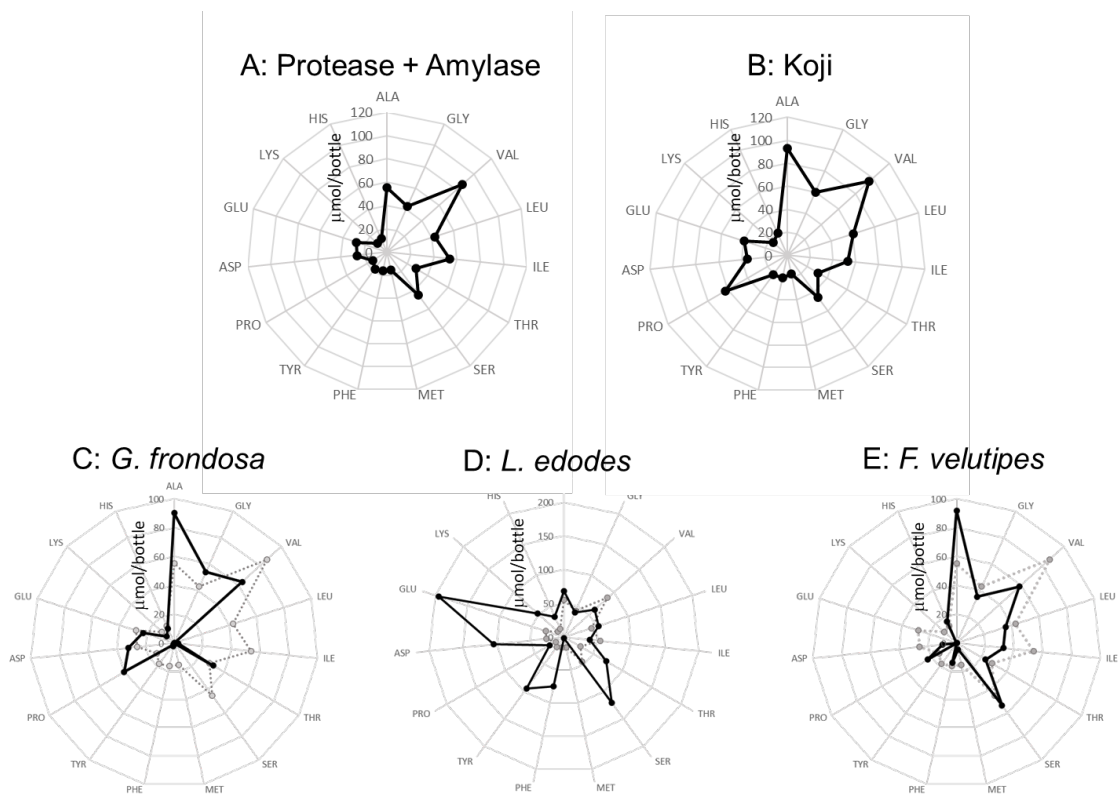 A: Protease + Amylase
ALA
GLY
VAL
LEU
ILE
THR
SER
MET
PHE
TYR
PRO
ASP
GLU
LYS
HIS
120
100
80
60
40
20
0
μmol/bottle
B: Koji
ALA
GLY
VAL
LEU
ILE
THR
SER
MET
PHE
TYR
PRO
ASP
GLU
LYS
HIS
120
100
80
60
40
20
0
μmol/bottle
C: G. frondosa
ALA
GLY
VAL
LEU
ILE
THR
SER
MET
PHE
TYR
PRO
ASP
GLU
LYS
HIS
100
80
60
40
20
0
μmol/bottle
D: L. edodes
GLY
VAL
LEU
ILE
THR
SER
MET
PHE
TYR
PRO
ASP
GLU
LYS
HIS
200
150
100
50
0
μmol/bottle
E: F. velutipes
GLY
VAL
LEU
ILE
THR
SER
MET
PHE
TYR
PRO
ASP
GLU
LYS
HIS
100
80
60
40
20
0
μmol/bottle